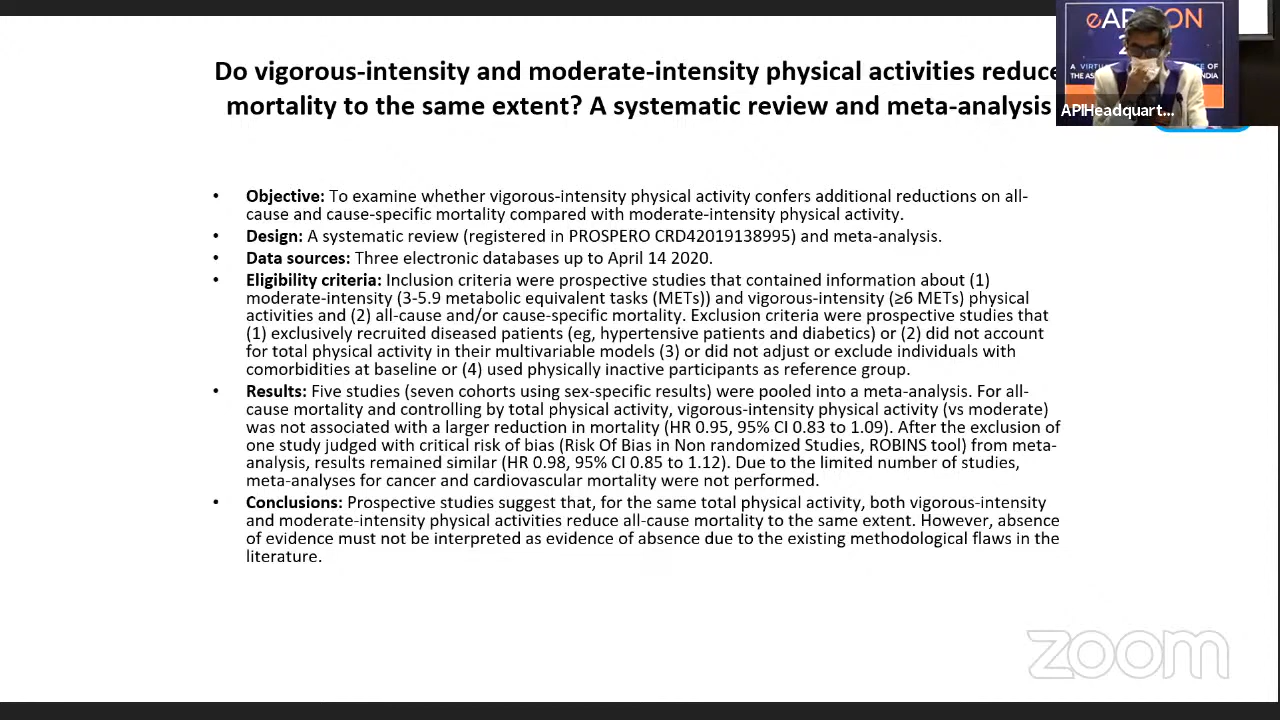 Do vigorous-intensity and moderate-intensity physical activities reduce
mortality to the same extent? A systematic review and meta-analysis
• Objective: To examine whether vigorous-intensity physical activity confers additional reductions on all-
cause and cause-specific mortality compared with moderate-intensity physical activity.
• Design: A systematic review (registered in PROSPERO CRD42019138995) and meta-analysis.
• Data sources: Three electronic databases up to April 14 2020.
• Eligibility criteria: Inclusion criteria were prospective studies that contained information about (1)
moderate-intensity (3-5.9 metabolic equivalent tasks (METs)) and vigorous-intensity (≥6 METs) physical
activities and (2) all-cause and/or cause-specific mortality. Exclusion criteria were prospective studies that
(1) exclusively recruited diseased patients (eg, hypertensive patients and diabetics) or (2) did not account
for total physical activity in their multivariable models (3) or did not adjust or exclude individuals with
comorbidities at baseline or (4) used physically inactive participants as reference group.
• Results: Five studies (seven cohorts using sex-specific results) were pooled into a meta-analysis. For all-
cause mortality and controlling by total physical activity, vigorous-intensity physical activity (vs moderate)
was not associated with a larger reduction in mortality (HR 0.95, 95% CI 0.83 to 1.09). After the exclusion of
one study judged with critical risk of bias (Risk Of Bias in Non randomized Studies, ROBINS tool) from meta-
analysis, results remained similar (HR 0.98, 95% CI 0.85 to 1.12). Due to the limited number of studies,
meta-analyses for cancer and cardiovascular mortality were not performed.
• Conclusions: Prospective studies suggest that, for the same total physical activity, both vigorous-intensity
and moderate-intensity physical activities reduce all-cause mortality to the same extent. However, absence
of evidence must not be interpreted as evidence of absence due to the existing methodological flaws in the
literature.
APIHeadquart...
zoom